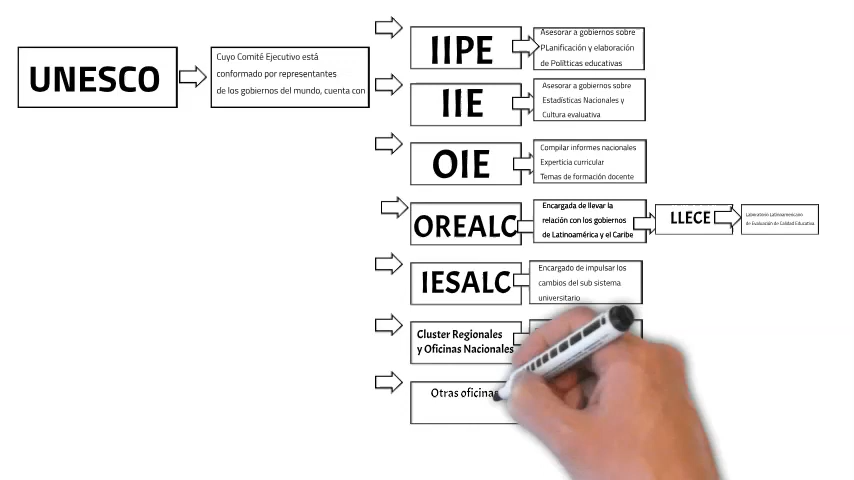 UNESCO
Cuyo Comité Ejecutivo está
conformado por representantes
de los gobiernos del mundo, cuenta con
IIPE
Asesorar a gobiernos sobre
PLanificación y elaboración
de Polítticas educativas
IIE
Asesorar a gobiernos sobre
Estadísticas Nacionales y
Cultura evaluativa
OIE
Compilar informes nacionales
Experticia curricular
Temas de formación docente
OREALC
Encargada de llevar la
relación con los gobiernos
de Latinoamérica y el Caribe
LLECE
Laboratorio Latinoamericano
de Evaluación de Calidad Educativa
IESALC
Encargado de impulsar los
cambios del sub sistema
universitario
Cluster Regionales
y Oficinas Nacionales
Otras oficinas